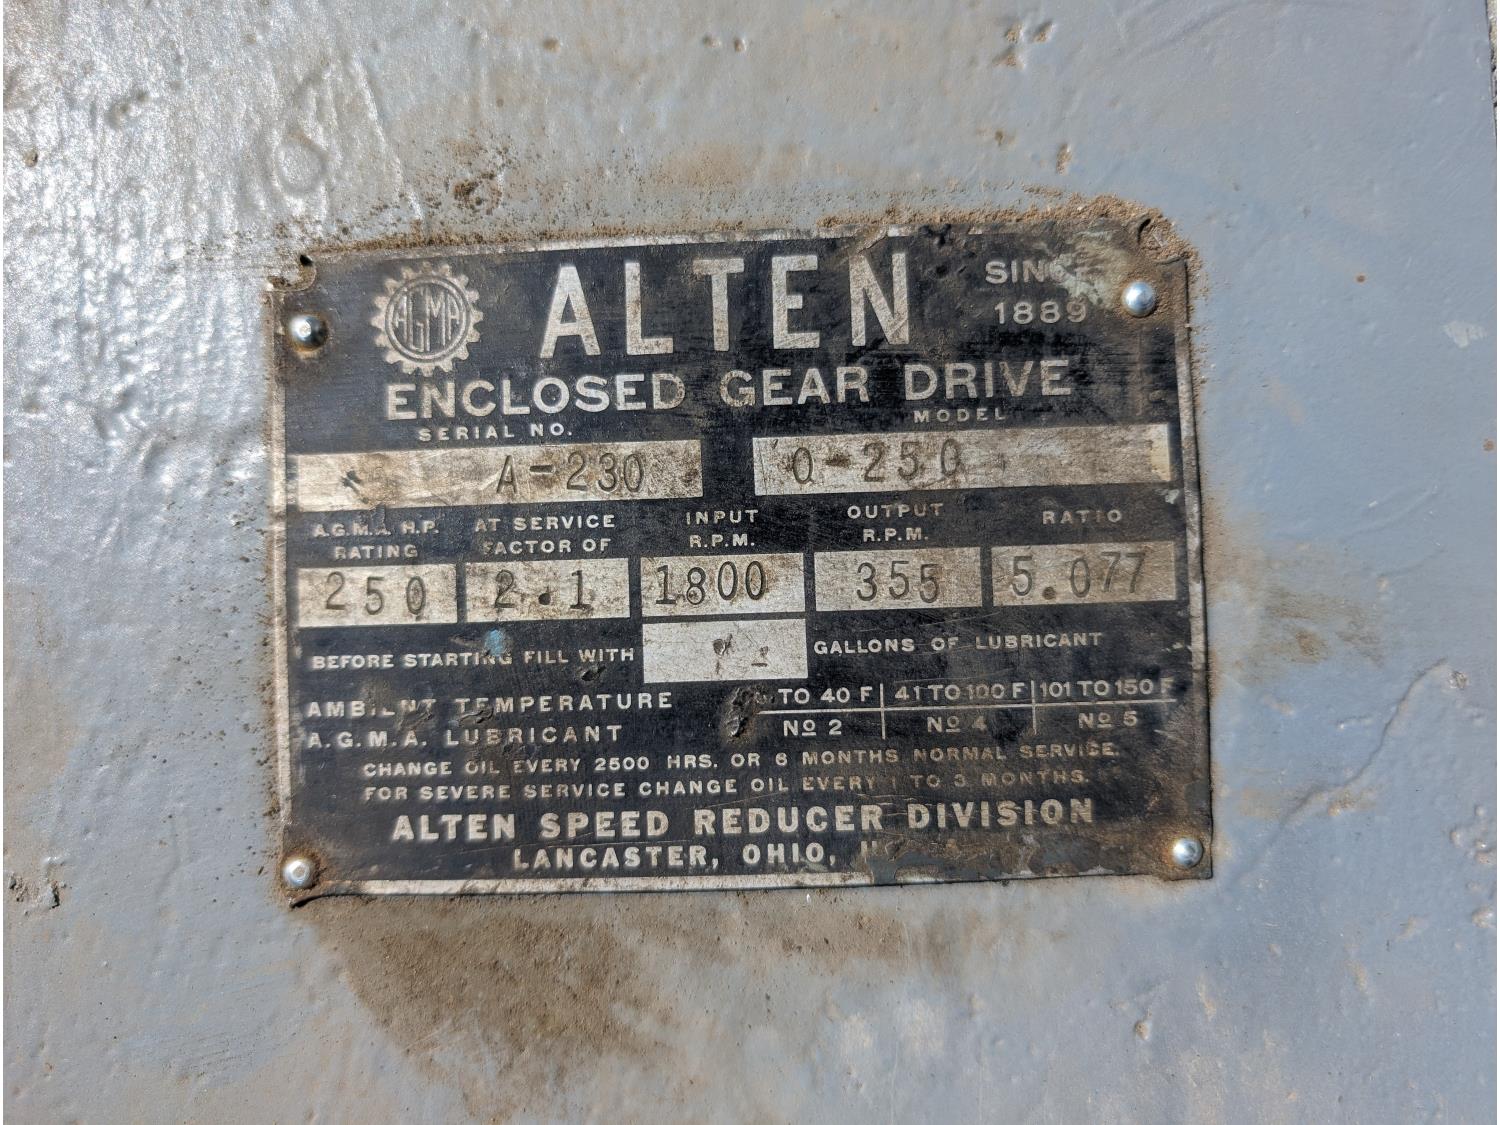 AGMA
ALTEN
SINCE
1889
ENCLOSED GEAR DRIVE
SERIAL NO.
MODEL
A-230
Q-250
A.G.M.A. H.P. RATING
AT SERVICE FACTOR OF
INPUT R.P.M.
OUTPUT R.P.M.
RATIO
250
2.1
1800
355
5.077
BEFORE STARTING FILL WITH
GALLONS OF LUBRICANT
AMBIENT TEMPERATURE
TO 40 F | 41 TO 100 F | 101 TO 150 F
A.G.M.A. LUBRICANT
No 2 | No 4 | No 5
CHANGE OIL EVERY 2500 HRS. OR 6 MONTHS NORMAL SERVICE.
FOR SEVERE SERVICE CHANGE OIL EVERY 1 TO 3 MONTHS.
ALTEN SPEED REDUCER DIVISION
LANCASTER, OHIO,